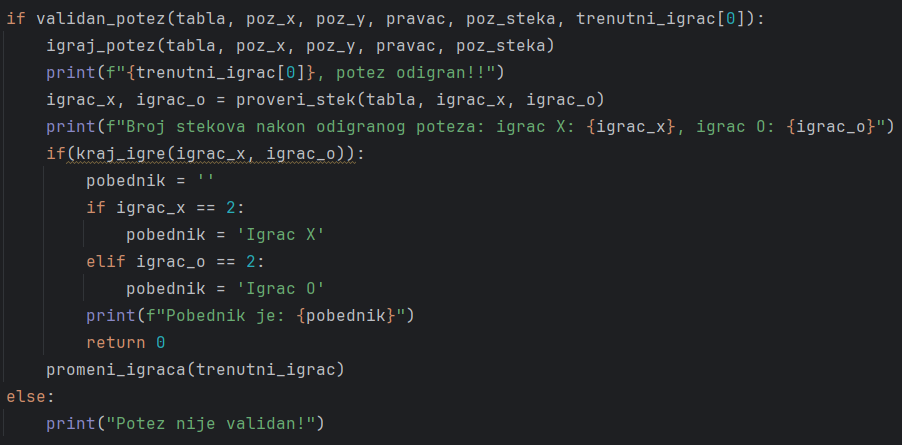 if validan_potez(tabla, poz_x, poz_y, pravac, poz_steka, trenutni_igrac[0]):
    igraj_potez(tabla, poz_x, poz_y, pravac, poz_steka)
    print(f"{trenutni_igrac[0]}, potez odigran!!")
    igrac_x, igrac_o = proveri_stek(tabla, igrac_x, igrac_o)
    print(f"Broj stekova nakon odigranog poteza: igrac X: {igrac_x}, igrac O: {igrac_o}")
    if(kraj_igre(igrac_x, igrac_o)):
        pobednik = ''
        if igrac_x == 2:
            pobednik = 'Igrac X'
        elif igrac_o == 2:
            pobednik = 'Igrac O'
        print(f"Pobednik je: {pobednik}")
        return 0
    promeni_igraca(trenutni_igrac)
else:
    print("Potez nije validan!")